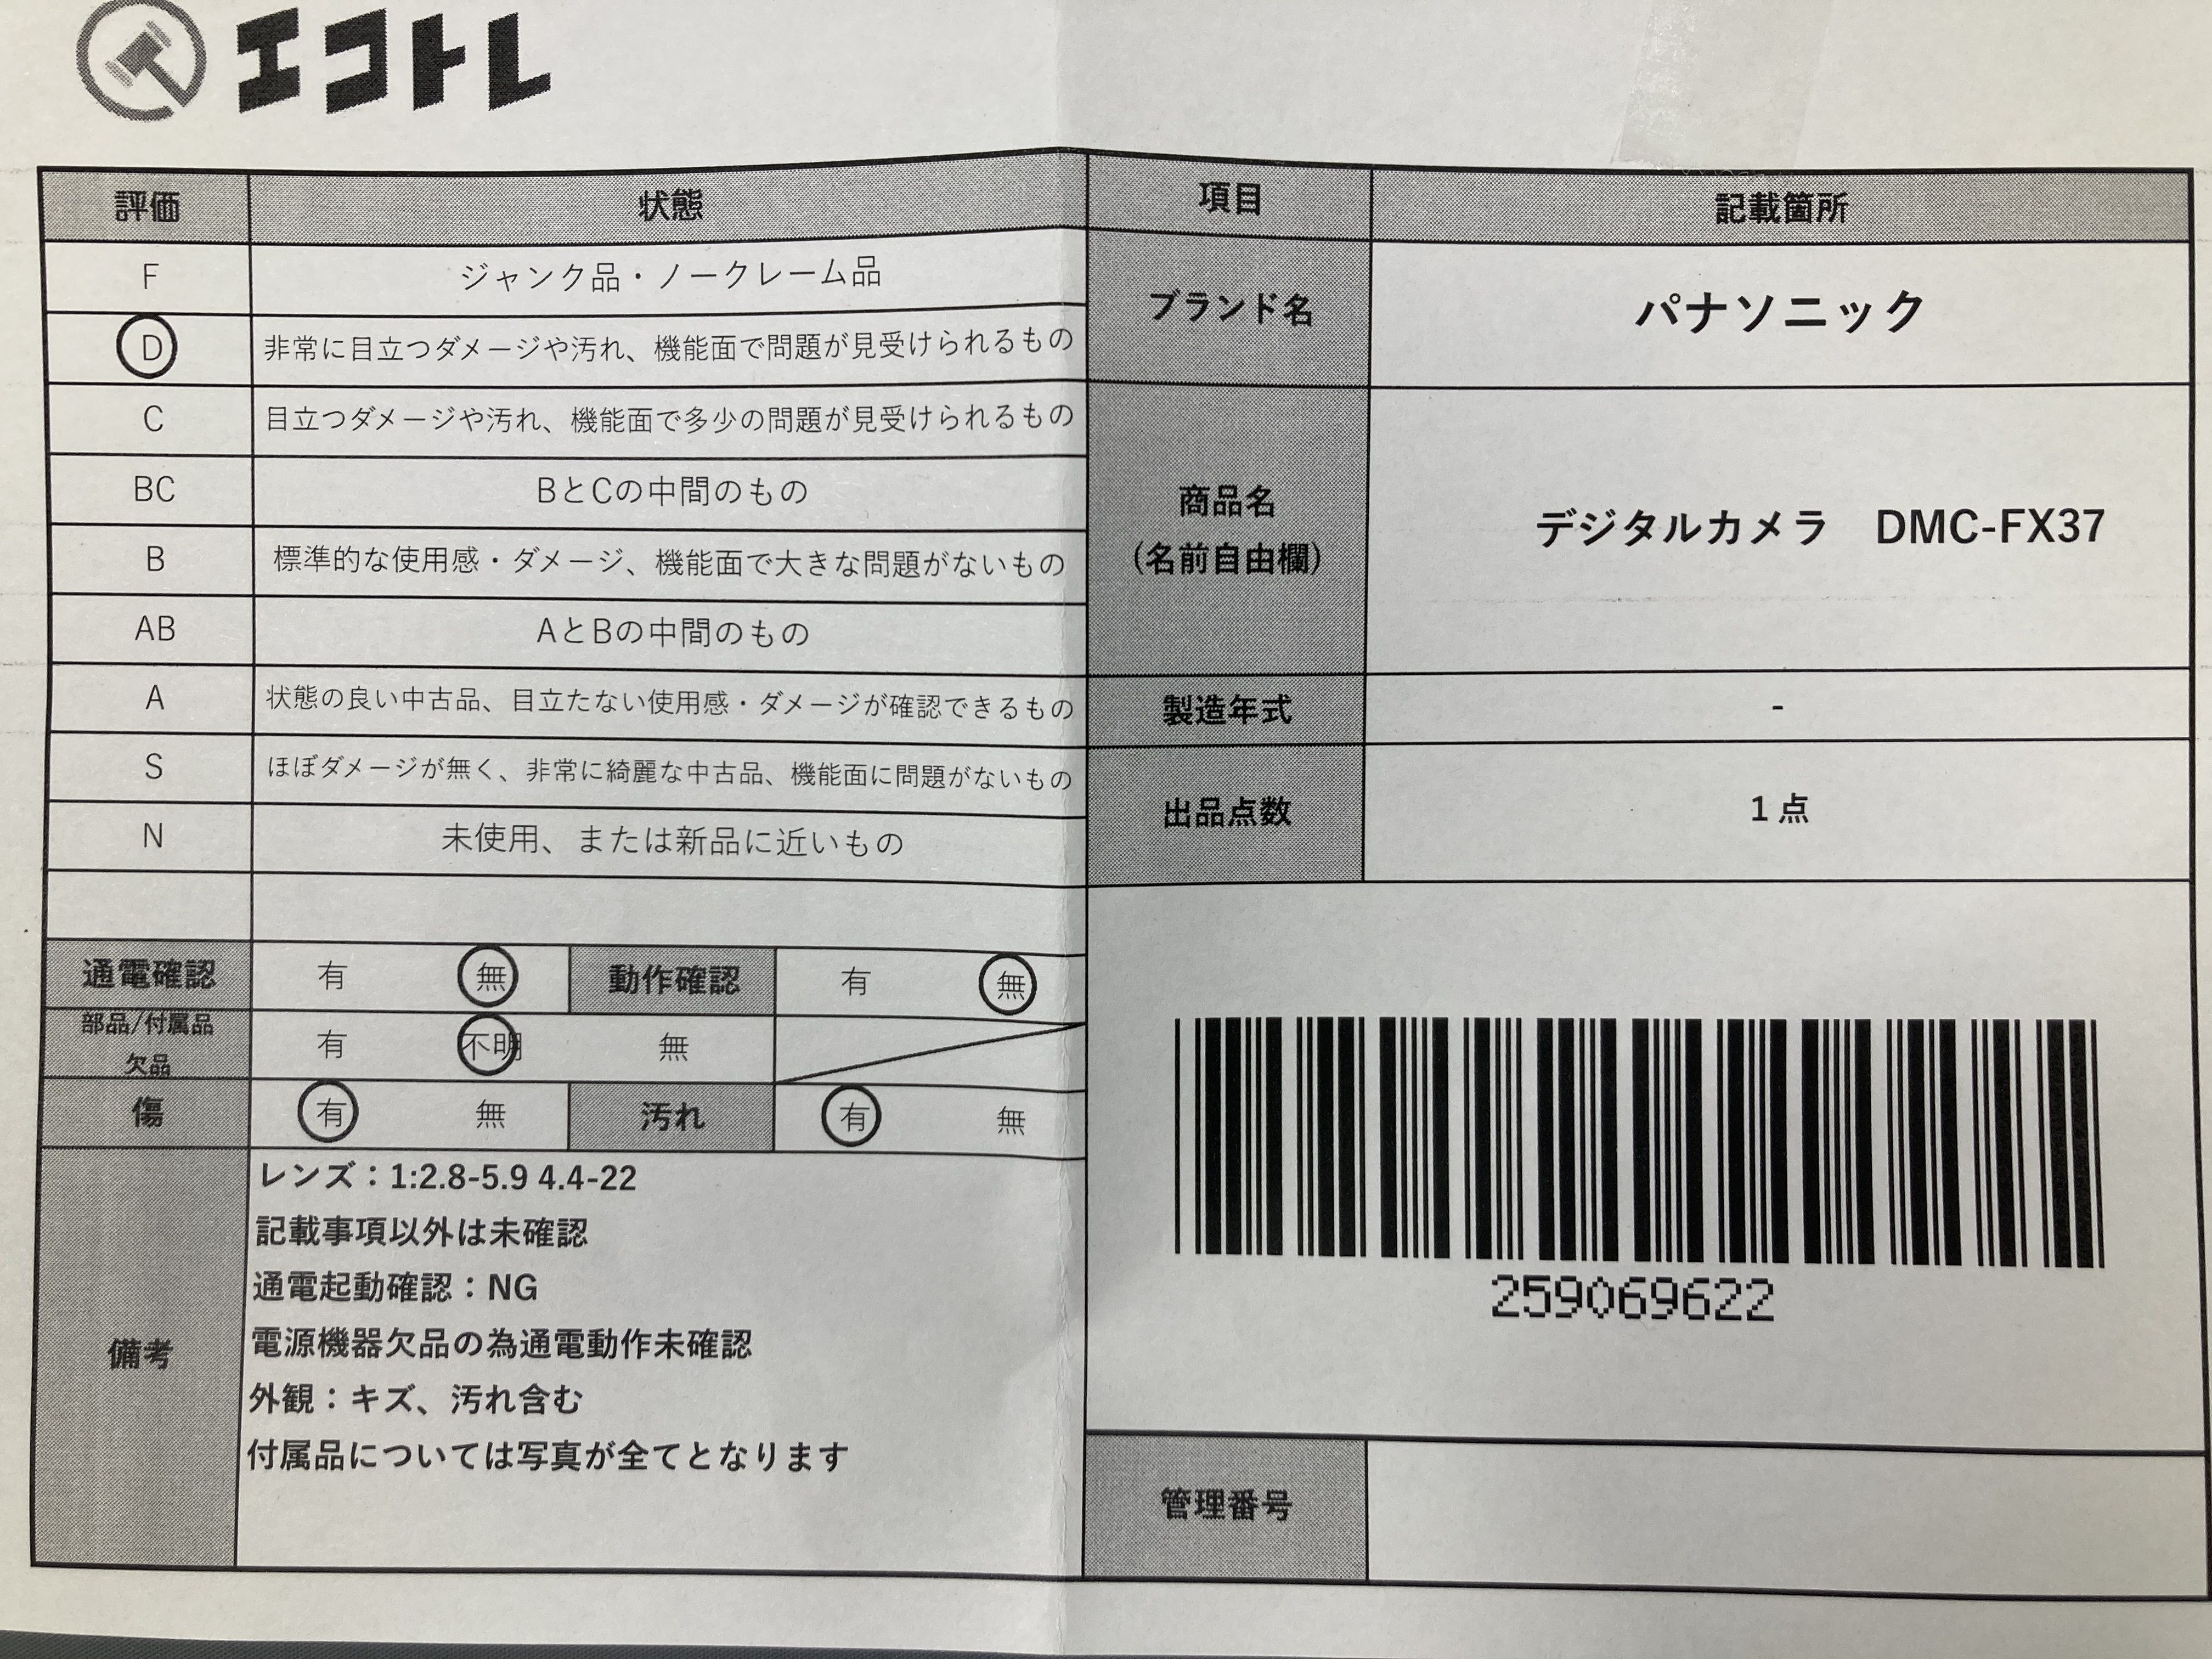 エコトレ
評価 状態
F ジャンク品・ノークレーム品
D 非常に目立つダメージや汚れ、機能面で問題が見受けられるもの
C 目立つダメージや汚れ、機能面で多少の問題が見受けられるもの
BC BとCの中間のもの
B 標準的な使用感・ダメージ、機能面で大きな問題がないもの
AB AとBの中間のもの
A 状態の良い中古品、目立たない使用感・ダメージが確認できるもの
S ほぼダメージが無く、非常に綺麗な中古品、機能面に問題がないもの
N 未使用、または新品に近いもの
通電確認 有 無 動作確認 有 無
部品/付属品
欠品 有 不明 無
傷 有 無 汚れ 有 無
備考
レンズ：1:2.8-5.9 4.4-22
記載事項以外は未確認
通電起動確認：NG
電源機器欠品の為通電動作未確認
外観：キズ、汚れ含む
付属品については写真が全てとなります
項目 記載箇所
ブランド名 パナソニック
商品名
(名前自由欄) デジタルカメラ DMC-FX37
製造年式 -
出品点数 1点
259069622
管理番号